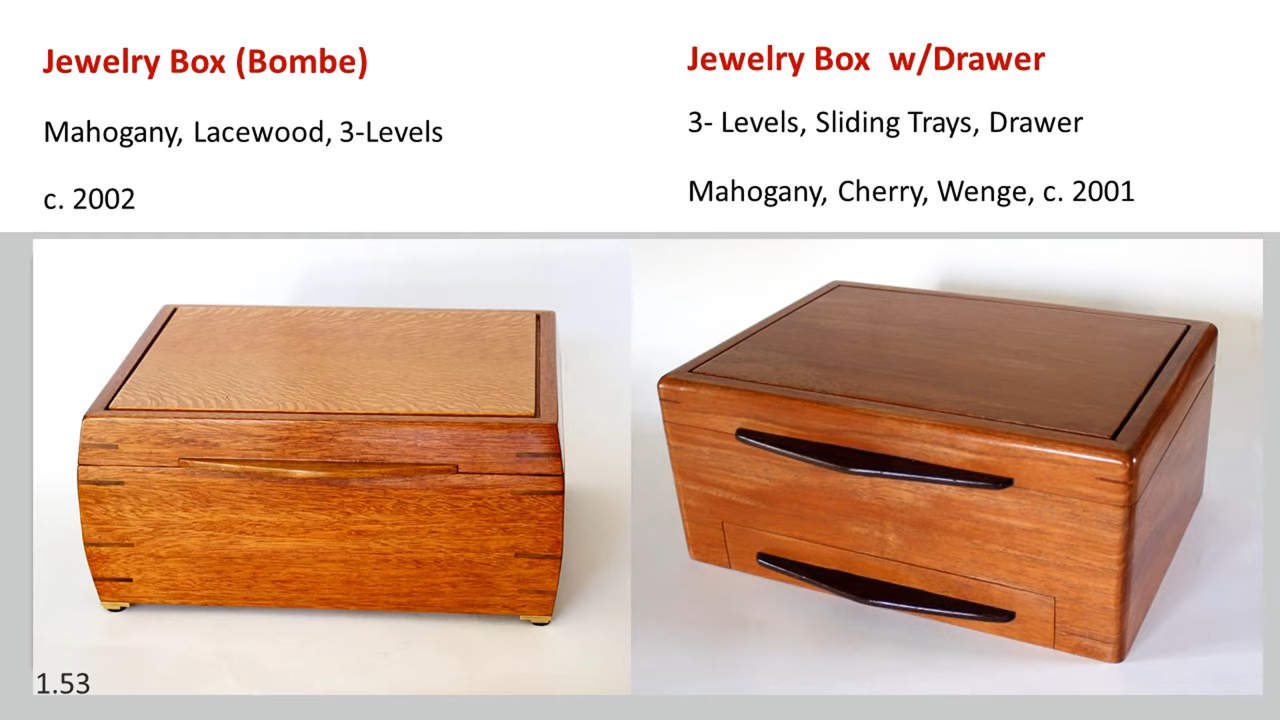 Jewelry Box (Bombe)
Mahogany, Lacewood, 3-Levels
c. 2002
Jewelry Box  w/Drawer
3- Levels, Sliding Trays, Drawer
Mahogany, Cherry, Wenge, c. 2001
1.53